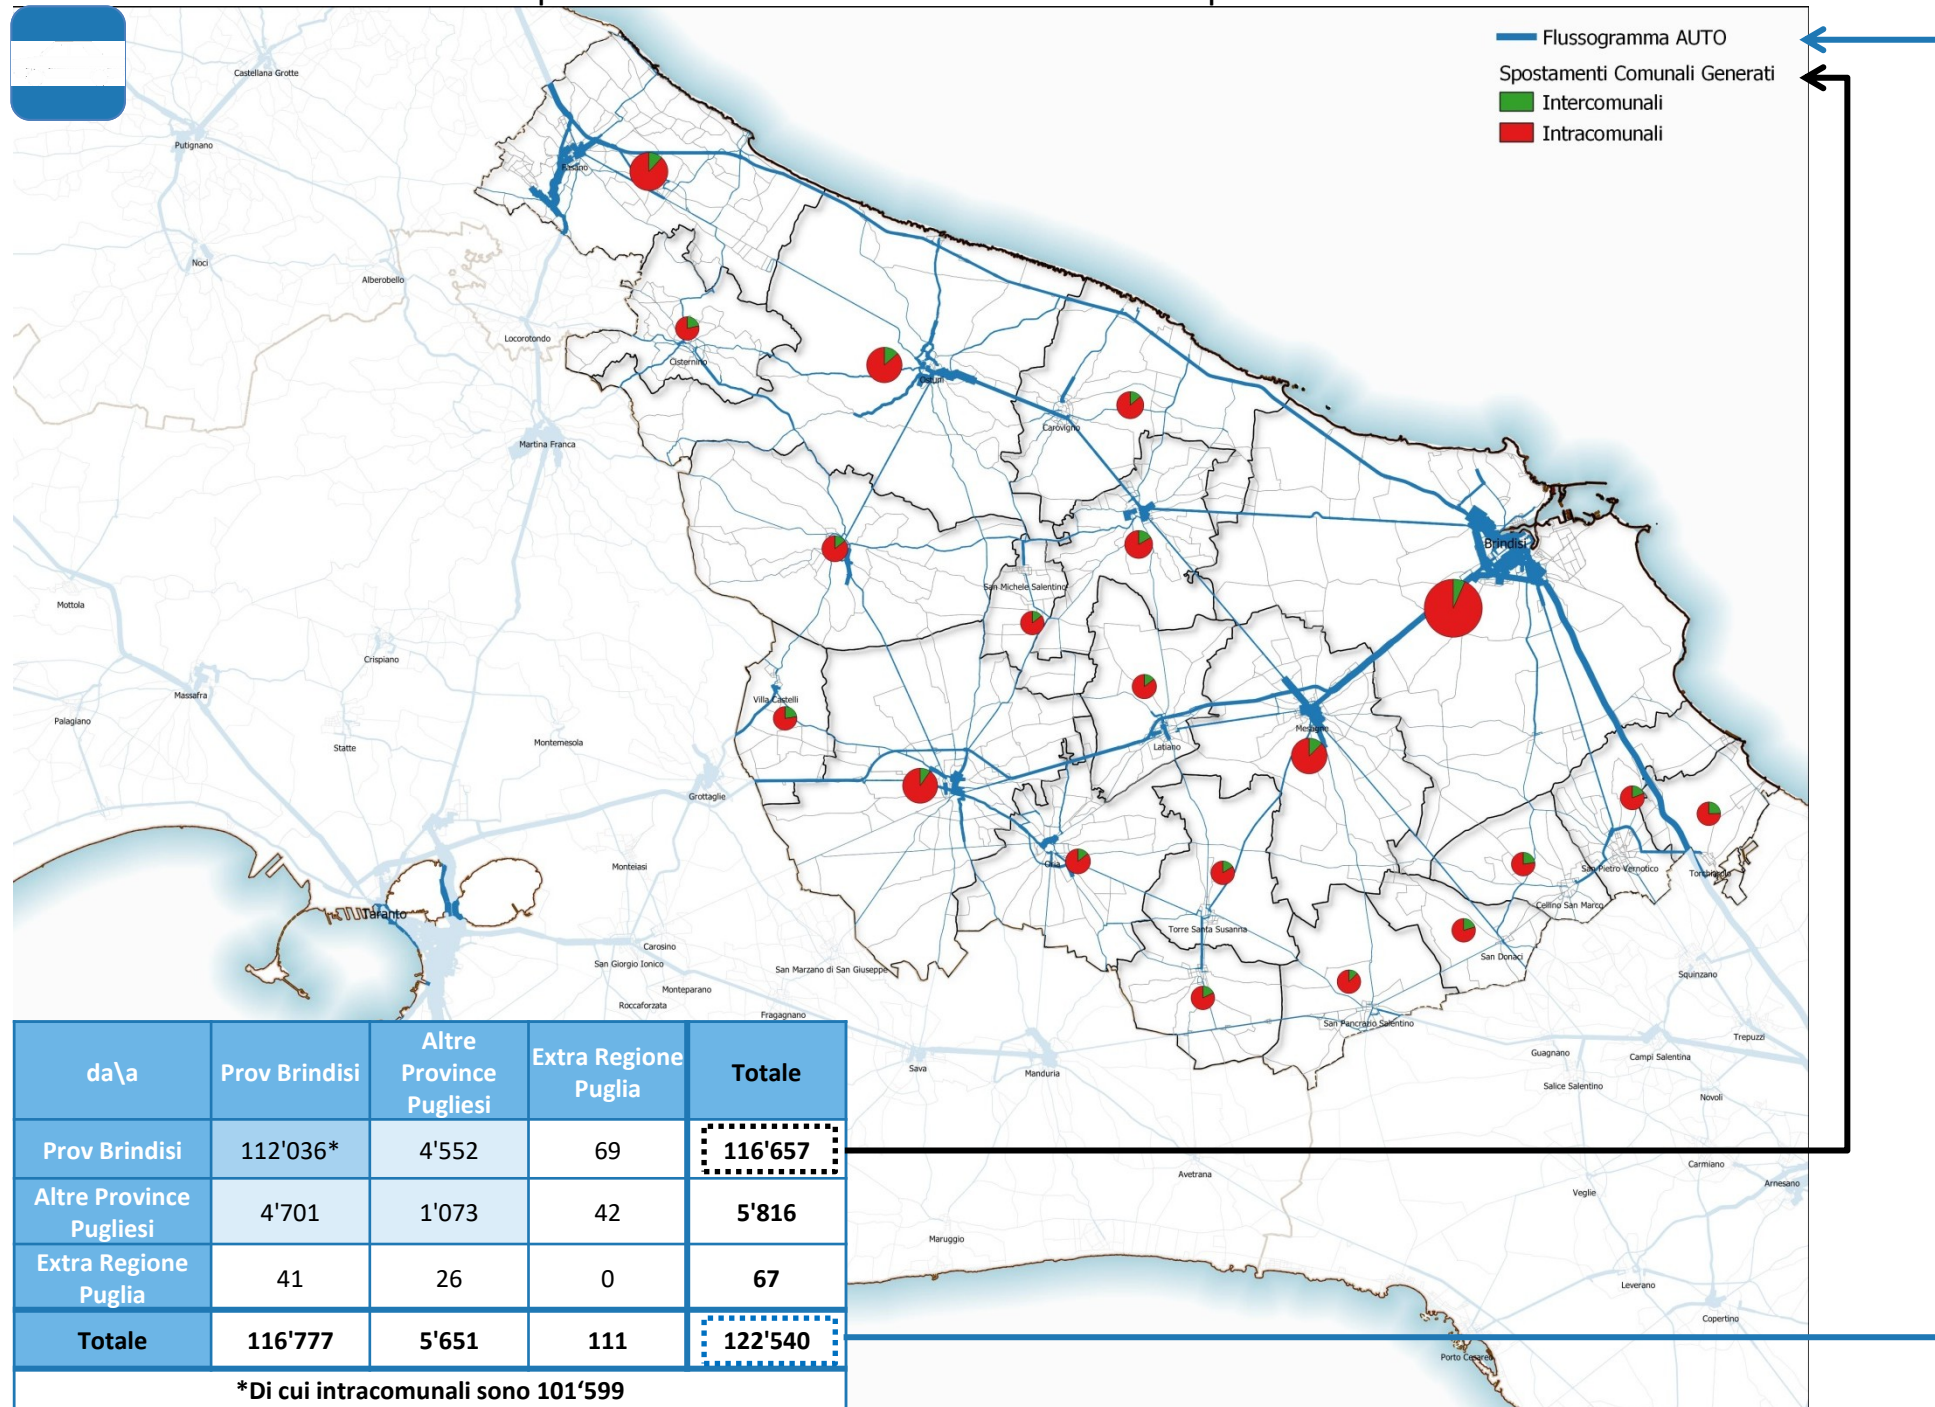 Flussogramma AUTO
Spostamenti Comunali Generati
Intercomunali
Intracomunali
Castellana Grotte
Putignano
Fasano
Noci
Alberobello
Locorotondo
Cisternino
Ostuni
Carovigno
Martina Franca
Brindisi
San Michele Salentino
Mottola
Crispiano
Massafra
Villa Castelli
Palagiano
Statte
Montemesola
Latiano
Mesagne
Grottaglie
Monteiasi
Oria
San Pietro Vernotico
Torchiarolo
Cellino San Marco
Taranto
Torre Santa Susanna
Carosino
San Donaci
San Giorgio Ionico
San Marzano di San Giuseppe
Squinzano
Monteparano
Roccaforzata
Fragagnano
San Pancrazio Salentino
Trepuzzi
Guagnano
Campi Salentina
Sava
Manduria
Salice Salentino
Novoli
Carmiano
Avetrana
Arnesano
Veglie
Maruggio
Leverano
Copertino
Porto Cesareo
da\a Prov Brindisi Altre Province Pugliesi Extra Regione Puglia Totale
Prov Brindisi 112'036* 4'552 69 116'657
Altre Province Pugliesi 4'701 1'073 42 5'816
Extra Regione Puglia 41 26 0 67
Totale 116'777 5'651 111 122'540
*Di cui intracomunali sono 101‘599